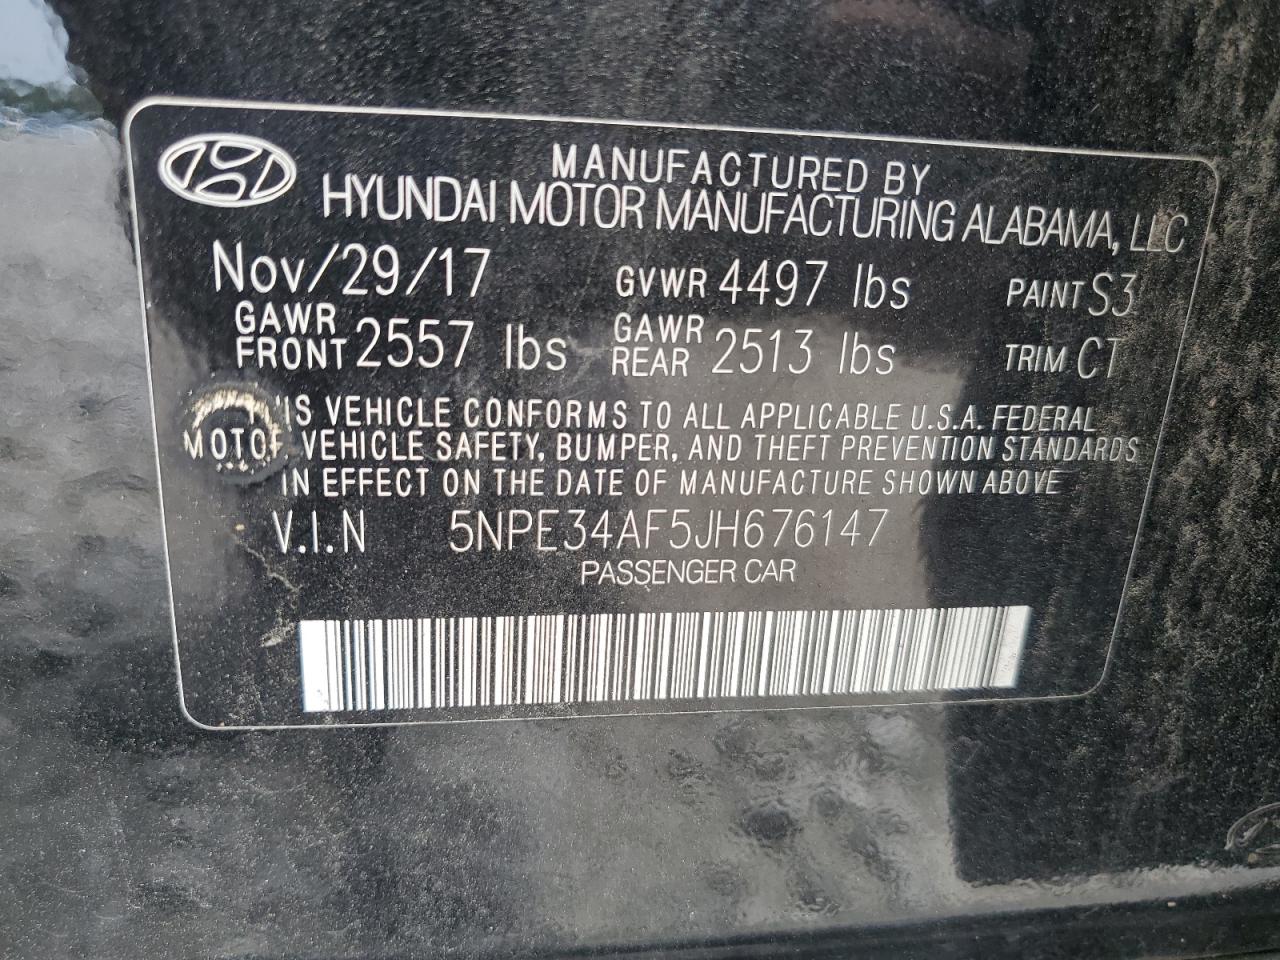 MANUFACTURED BY
HYUNDAI MOTOR MANUFACTURING ALABAMA, LLC
Nov/29/17 GVWR 4497 lbs PAINT S3
GAWR FRONT 2557 lbs GAWR REAR 2513 lbs TRIM CT
IS VEHICLE CONFORMS TO ALL APPLICABLE U.S.A. FEDERAL
MOTOR VEHICLE SAFETY, BUMPER, AND THEFT PREVENTION STANDARDS
IN EFFECT ON THE DATE OF MANUFACTURE SHOWN ABOVE
V.I.N 5NPE34AF5JH676147
PASSENGER CAR